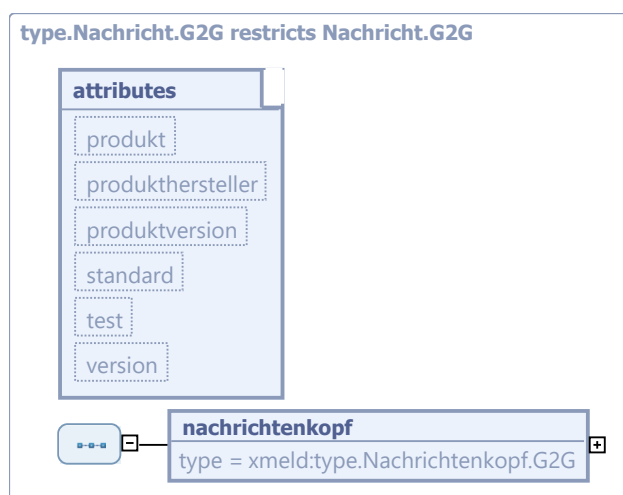 type.Nachricht.G2G restricts Nachricht.G2G
attributes
produkt
produkthersteller
produktversion
standard
test
version
nachrichtenkopf
type = xmeld:type.Nachrichtenkopf.G2G